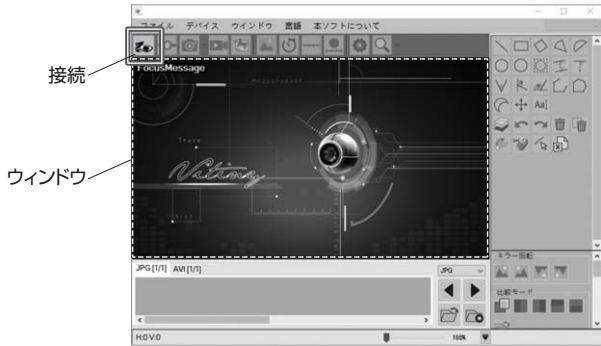 ファイル デバイス ウインドウ 言語 本ソフトについて
接続
FocusMessage
Measurement
Trace
ウィンドウ
Viting
JPG [1/1] AVI [1/1]
JPG
ミラー回転
比較モード
H:0 V:0
100%